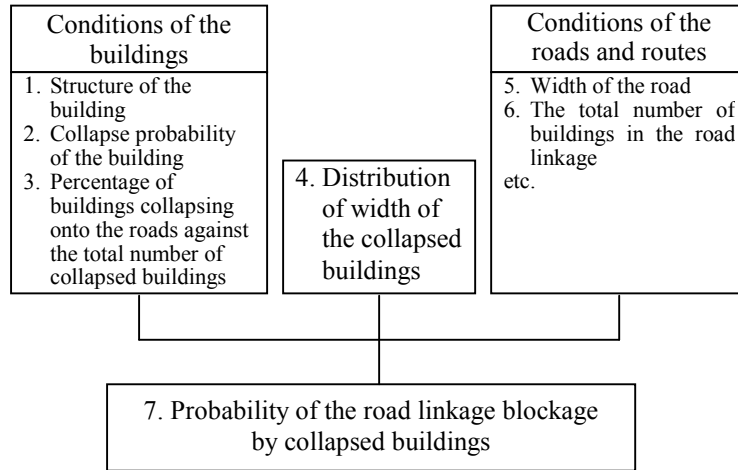 Conditions of the
buildings
1. Structure of the
building
2. Collapse probability
of the building
3. Percentage of
buildings collapsing
onto the roads against
the total number of
collapsed buildings
4. Distribution
of width of
the collapsed
buildings
Conditions of the
roads and routes
5. Width of the road
6. The total number of
buildings in the road
linkage
etc.
7. Probability of the road linkage blockage
by collapsed buildings